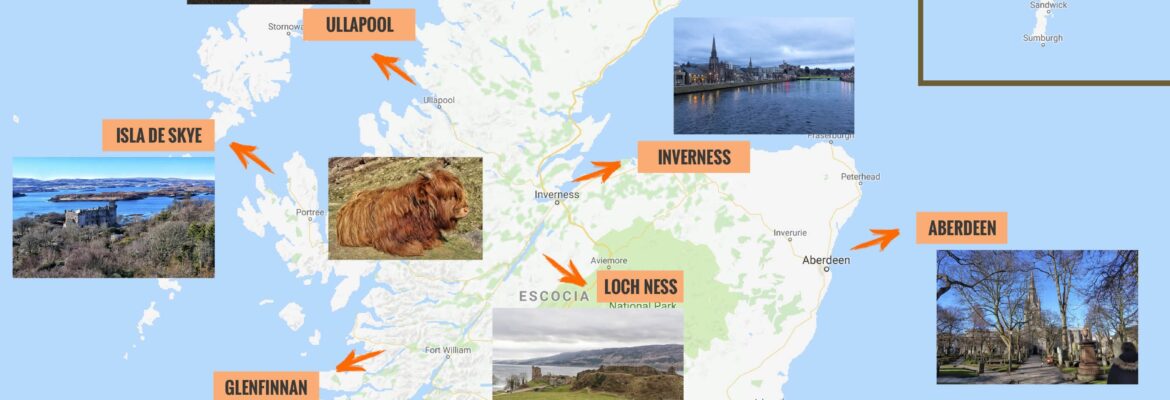 Sandwick
Sumburgh
ULLAPOOL
Stornowa
Ullapool
ISLA DE SKYE
Fraserburgh
INVERNESS
Peterhead
Inverness
Portree
ABERDEEN
Inverurie
Aviemore
Aberdeen
LOCH NESS
ESCOCIA
National Park
Fort William
GLENFINNAN